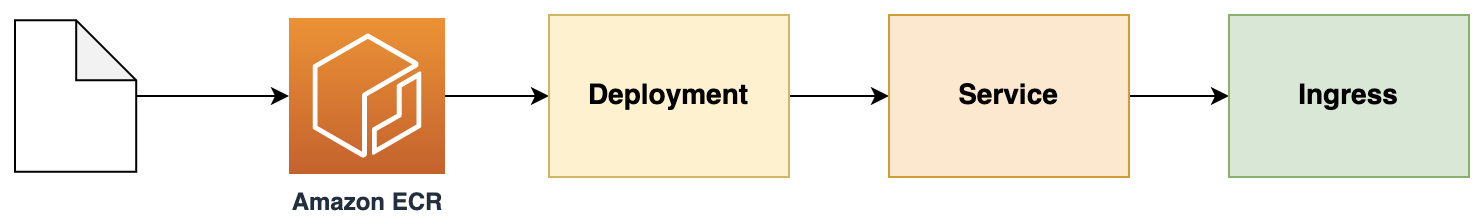 Deployment
Service
Ingress
Amazon ECR